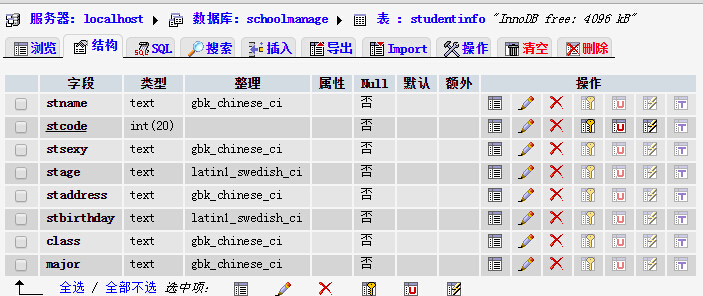 服务器: localhost ▶ 数据库: schoolmanage ▶ 表 : studentinfo "InnoDB free: 4096 kB"
浏览 结构 SQL 搜索 插入 导出 Import 操作 清空 删除
字段 类型 整理 属性 Null 默认 额外 操作
stname text gbk_chinese_ci 否
stcode int(20) 否
stsexy text gbk_chinese_ci 否
stage text latin1_swedish_ci 否
staddress text gbk_chinese_ci 否
stbirthday text latin1_swedish_ci 否
class text gbk_chinese_ci 否
major text gbk_chinese_ci 否
全选 / 全部不选 选中项: